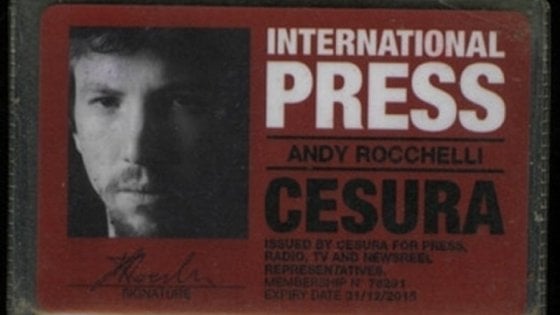 INTERNATIONAL
PRESS
ANDY ROCCHELLI
CESURA
ISSUED BY CESURA FOR PRESS,
RADIO, TV AND NEWSREEL
REPRESENTATIVES.
MEMBERSHIP N° 78291
EXPIRY DATE 31/12/2015
SIGNATURE